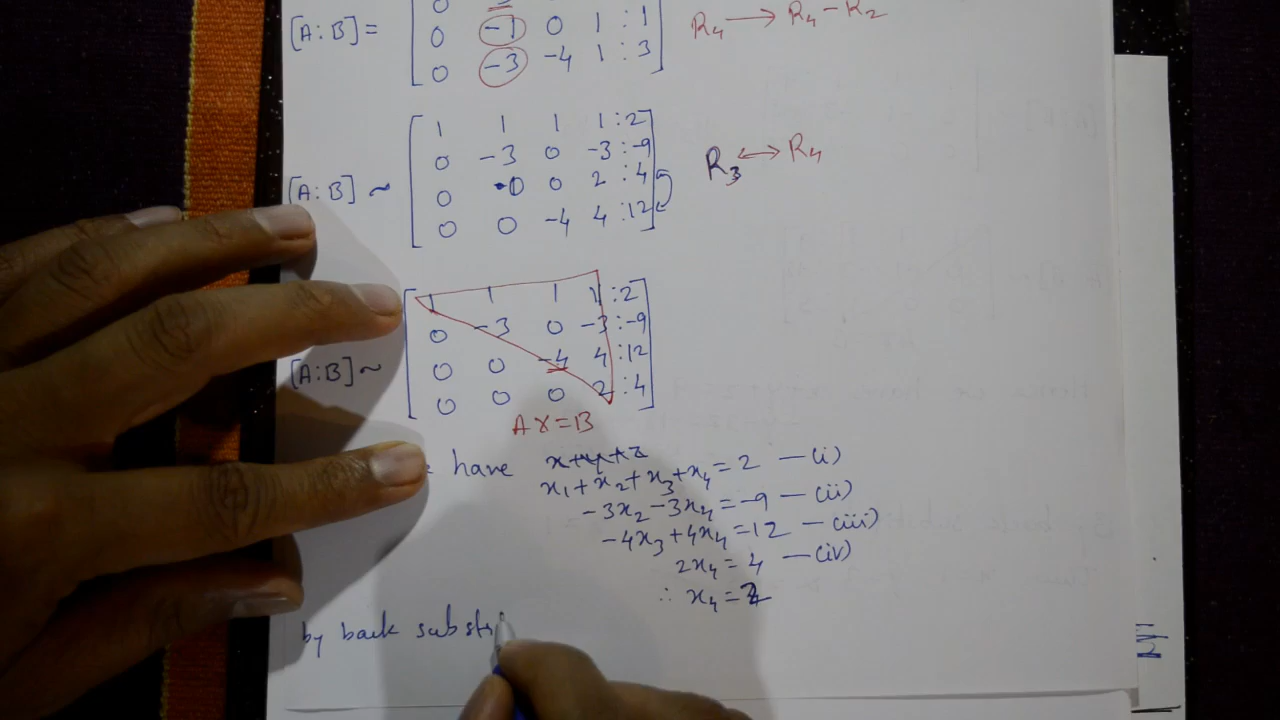 0
[A:B] = 0 -1 0 1 : 1 R4 → R4 - R2
0 -3 -4 1 : 3
1 1 1 1 : 2
0 -3 0 -3 : -9 R3 ↔ R4
[A:B] ~ 0 0 0 2 : 4
0 0 -4 4 : 12
1 1 1 1 : 2
0 -3 0 -3 : -9
[A:B] ~ 0 0 -4 4 : 12
0 0 0 2 : 4
AX = B
have x+y+z
x1 + x2 + x3 + x4 = 2 — (i)
-3x2 - 3x4 = -9 — (ii)
-4x3 + 4x4 = 12 — (iii)
2x4 = 4 — (iv)
∴ x4 = 2
by back subst